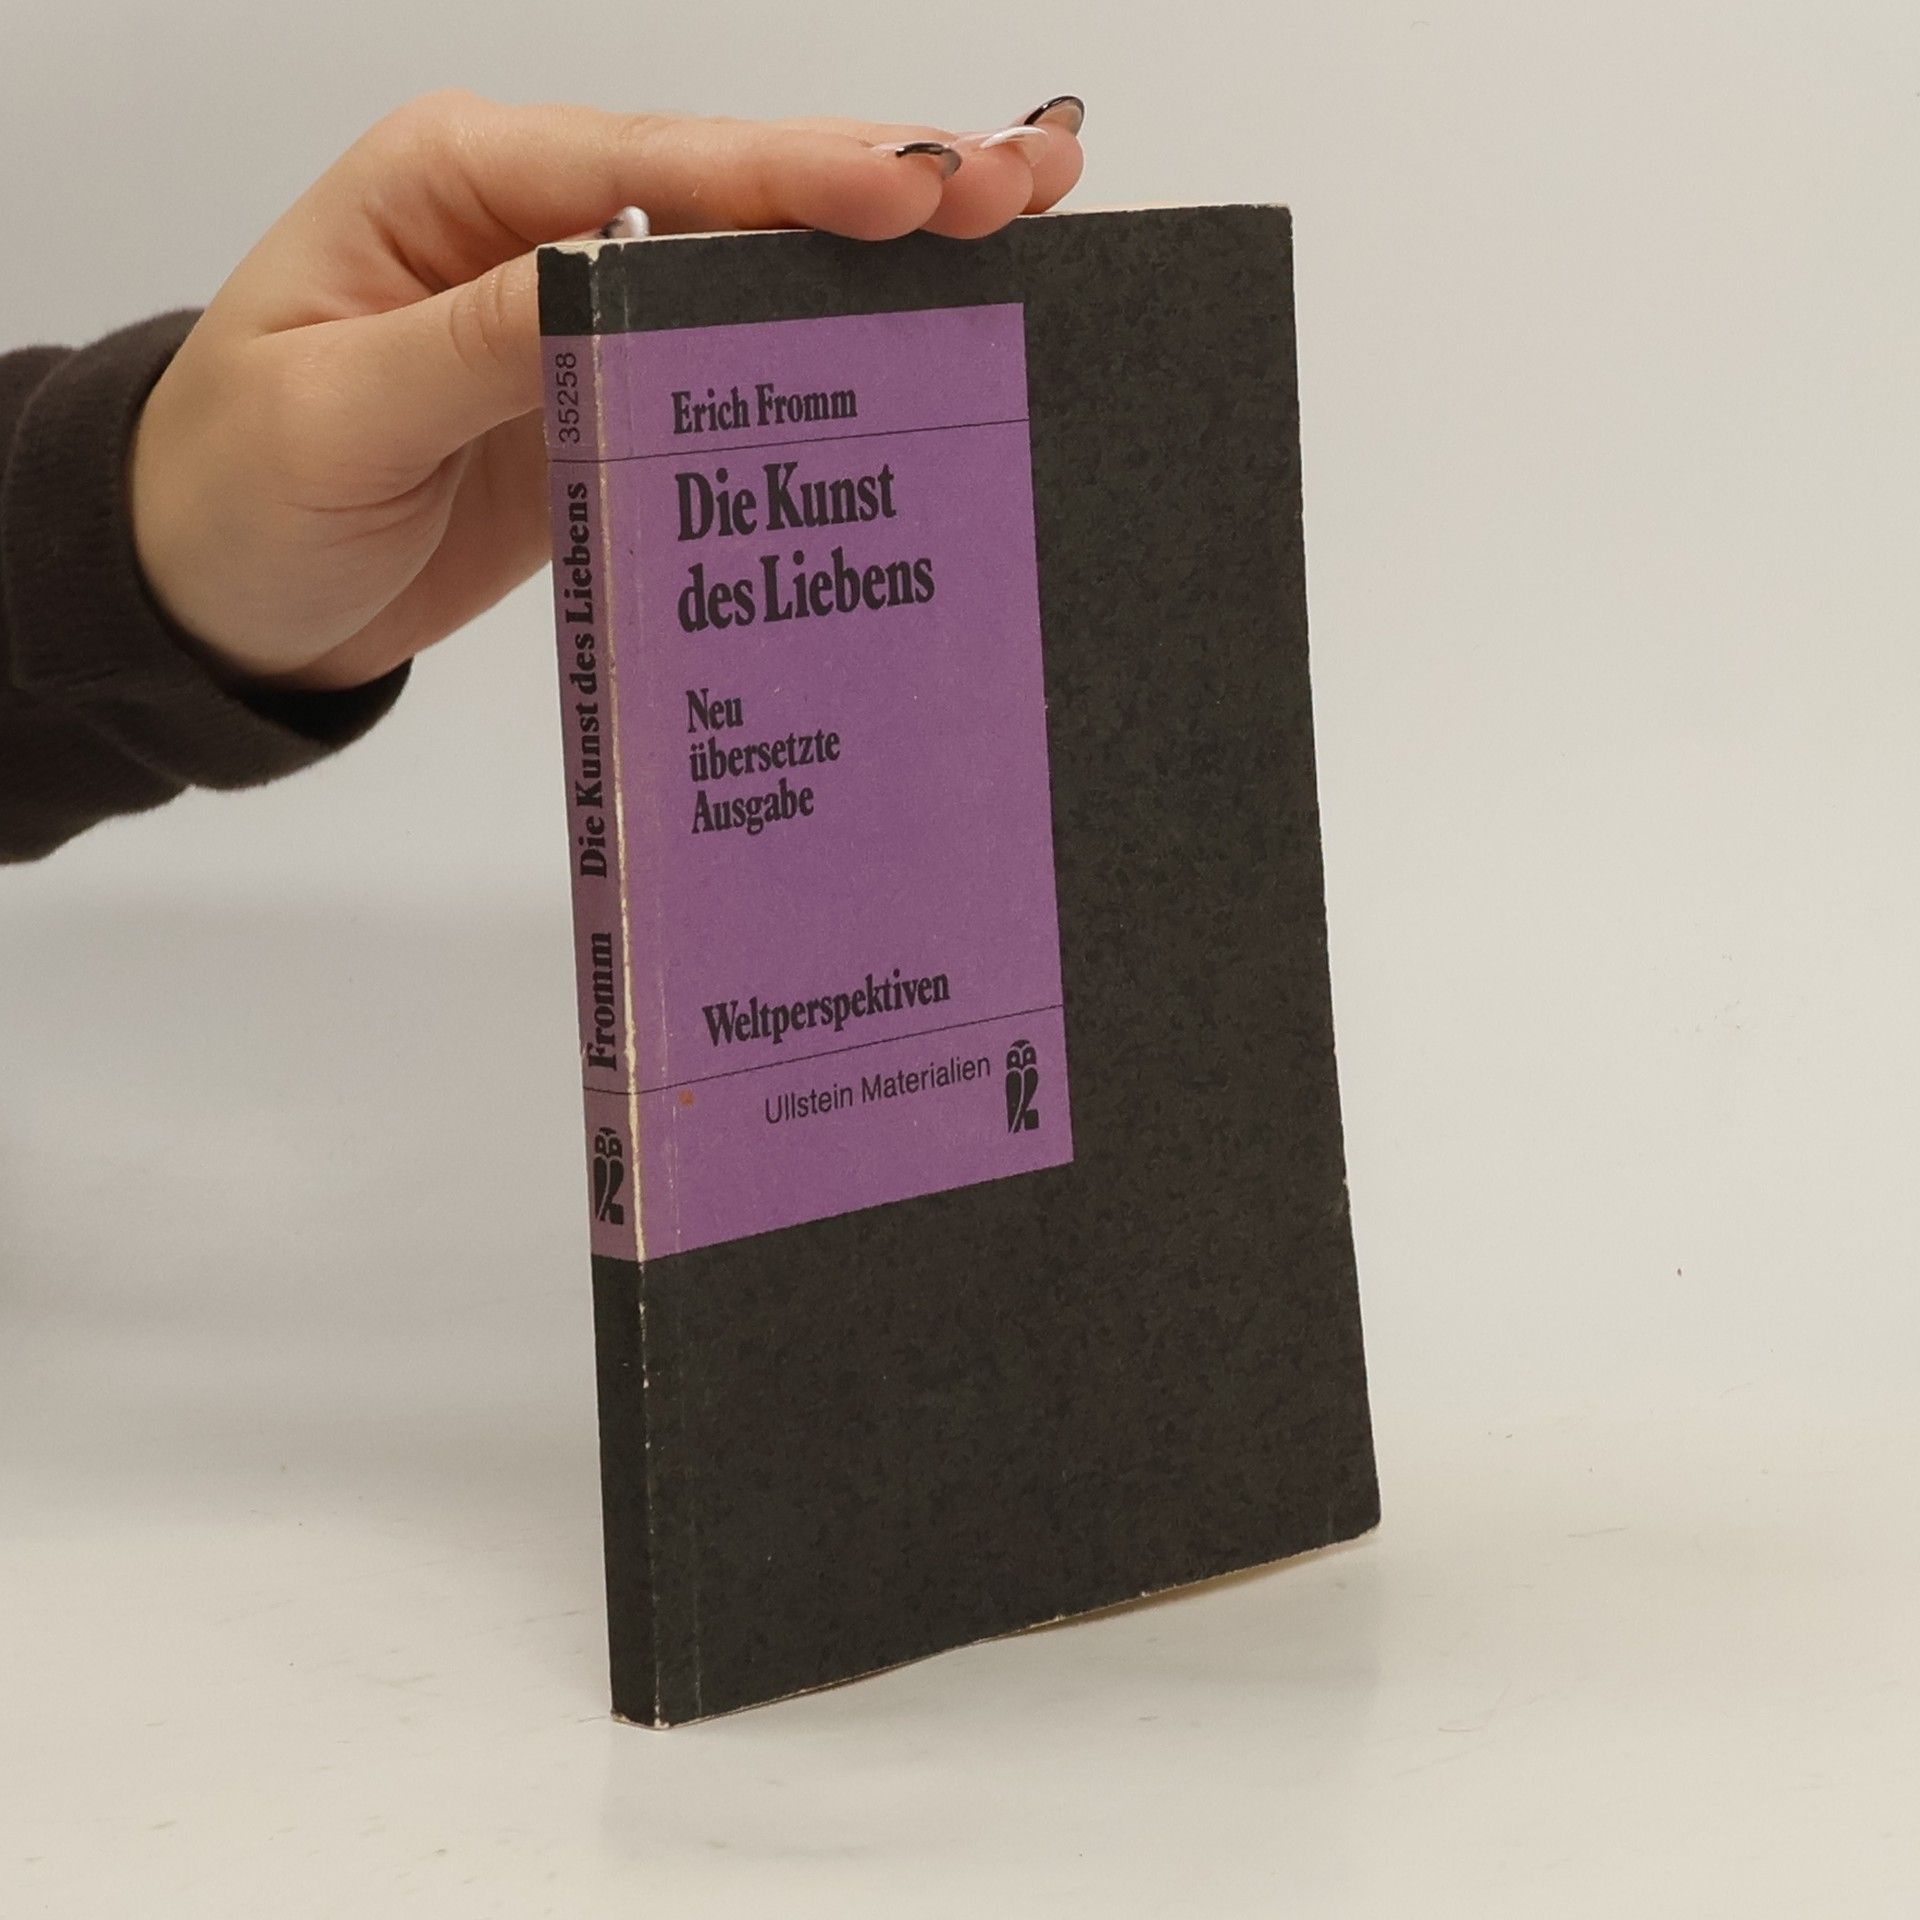 35258
Die Kunst des Liebens
Fromm
Erich Fromm
Die Kunst
des Liebens
Neu
übersetzte
Ausgabe
Weltperspektiven
Ullstein Materialien